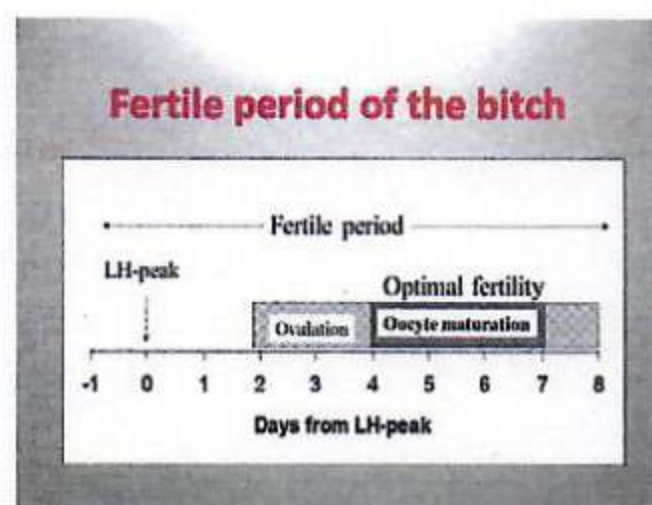 Fertile period of the bitch
Fertile period
LH-peak
Optimal fertility
Ovulation
Oocyte maturation
-1 0 1 2 3 4 5 6 7 8
Days from LH-peak